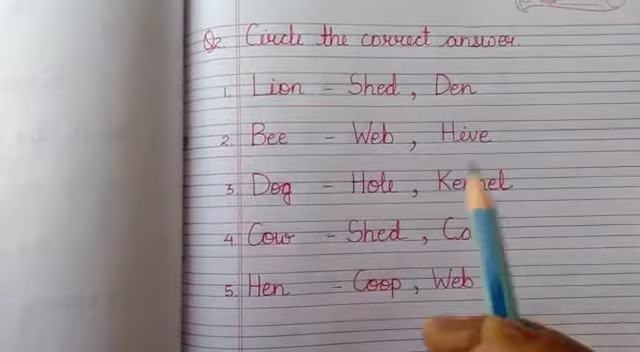 Q2. Circle the correct answer.
1. Lion - Shed, Den
2. Bee - Web, Hive
3. Dog - Hole, Kennel
4. Cow - Shed,
5. Hen - Coop, Web